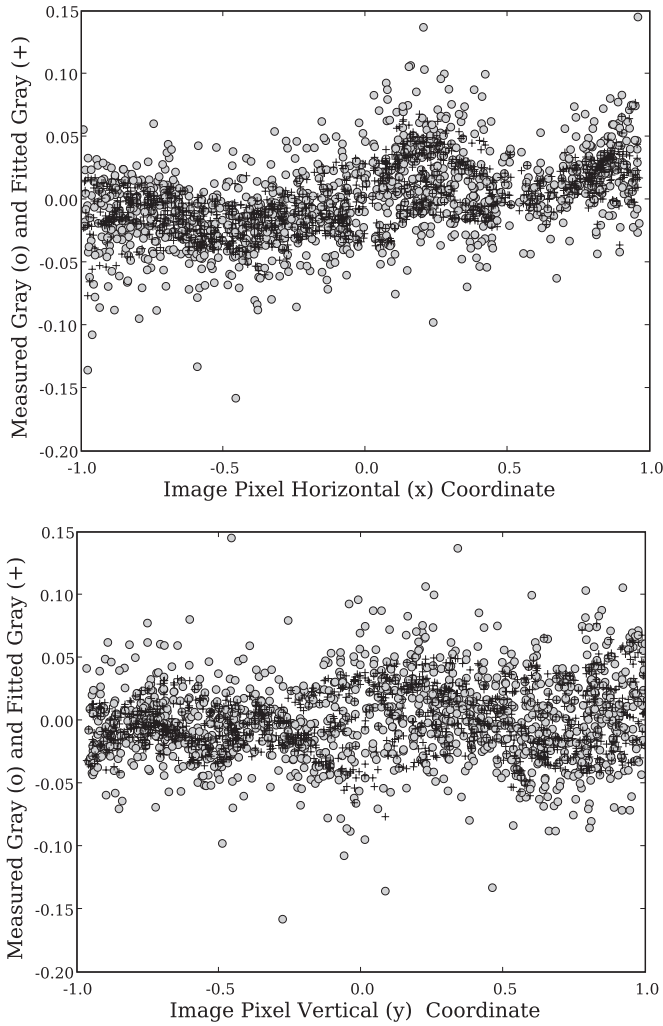 Measured Gray (o) and Fitted Gray (+)
0.15
0.10
0.05
0.00
-0.05
-0.10
-0.15
-0.20
-1.0 -0.5 0.0 0.5 1.0
Image Pixel Horizontal (x) Coordinate
Measured Gray (o) and Fitted Gray (+)
0.15
0.10
0.05
0.00
-0.05
-0.10
-0.15
-0.20
-1.0 -0.5 0.0 0.5 1.0
Image Pixel Vertical (y) Coordinate